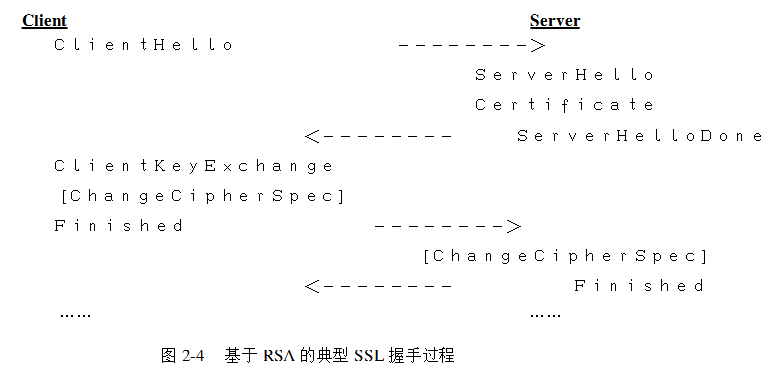 Client Server
ClientHello -------->
ServerHello
Certificate
<-------- ServerHelloDone
ClientKeyExchange
[ChangeCipherSpec]
Finished -------->
[ChangeCipherSpec]
<-------- Finished
…… ……
图 2-4 基于 RSA 的典型 SSL 握手过程